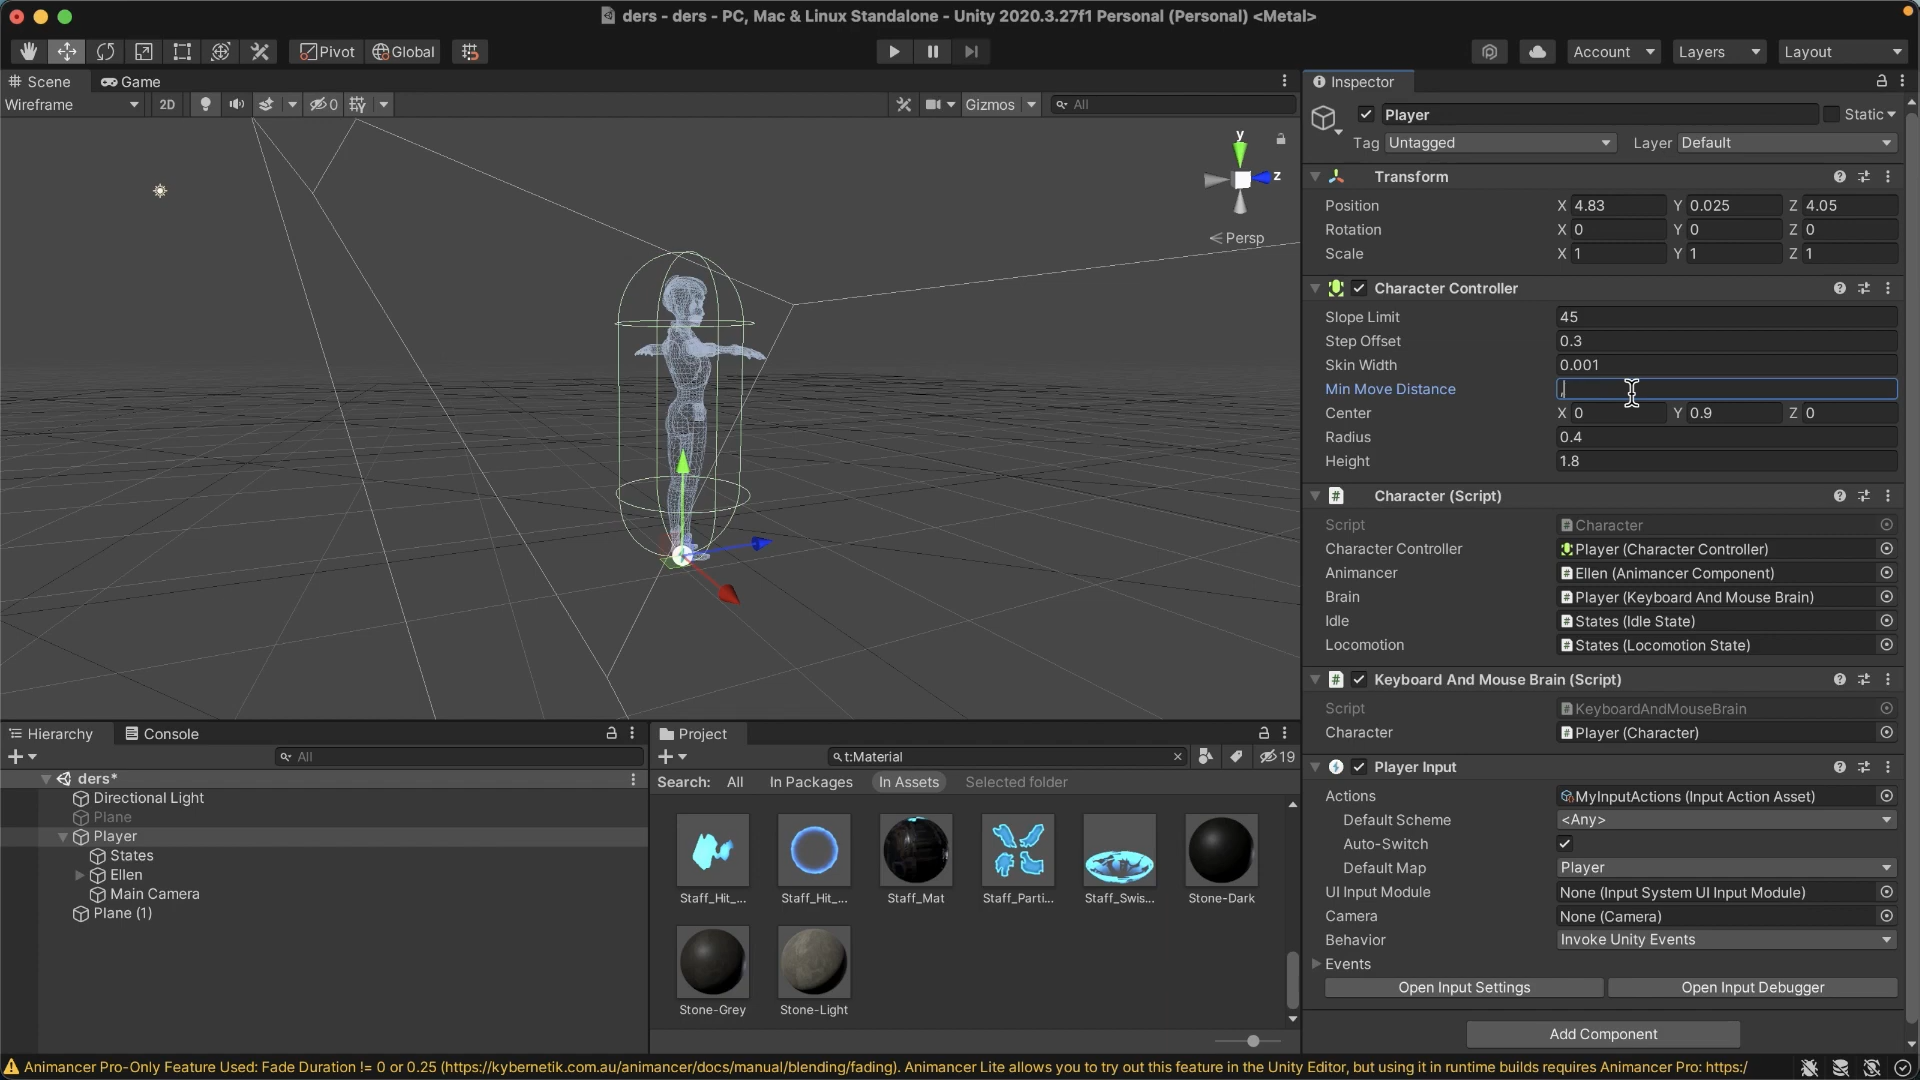 ders - ders - PC, Mac & Linux Standalone - Unity 2020.3.27f1 Personal (Personal) <Metal>
Pivot Global Account Layers Layout
Scene Game
Wireframe 2D 0 Gizmos All
y
z
Persp
Inspector
Player Static
Tag Untagged Layer Default
Transform
Position X 4.83 Y 0.025 Z 4.05
Rotation X 0 Y 0 Z 0
Scale X 1 Y 1 Z 1
Character Controller
Slope Limit 45
Step Offset 0.3
Skin Width 0.001
Min Move Distance
Center X 0 Y 0.9 Z 0
Radius 0.4
Height 1.8
Character (Script)
Script Character
Character Controller Player (Character Controller)
Animancer Ellen (Animancer Component)
Brain Player (Keyboard And Mouse Brain)
Idle States (Idle State)
Locomotion States (Locomotion State)
Keyboard And Mouse Brain (Script)
Script KeyboardAndMouseBrain
Character Player (Character)
Player Input
Actions MyInputActions (Input Action Asset)
Default Scheme <Any>
Auto-Switch
Default Map Player
UI Input Module None (Input System UI Input Module)
Camera None (Camera)
Behavior Invoke Unity Events
Events
Open Input Settings Open Input Debugger
Add Component
Hierarchy Console
All
ders*
Directional Light
Plane
Player
States
Ellen
Main Camera
Plane (1)
Project
t:Material 19
Search: All In Packages In Assets Selected folder
Staff_Hit_... Staff_Hit_... Staff_Mat Staff_Parti... Staff_Swis... Stone-Dark
Stone-Grey Stone-Light
Animancer Pro-Only Feature Used: Fade Duration != 0 or 0.25 (https://kybernetik.com.au/animancer/docs/manual/blending/fading). Animancer Lite allows you to try out this feature in the Unity Editor, but using it in runtime builds requires Animancer Pro: https:/